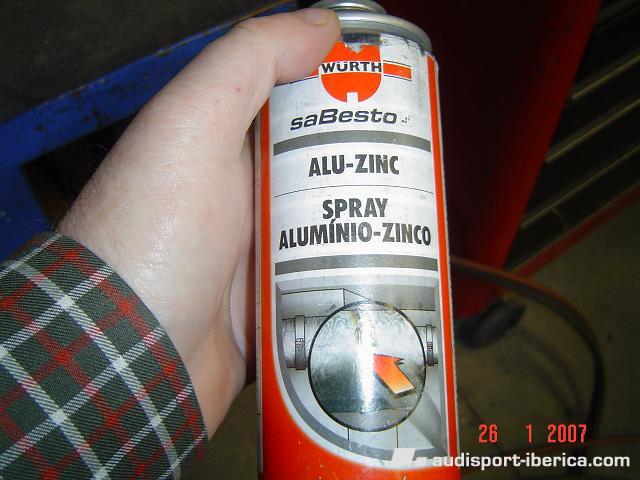 WÜRTH
saBesto
ALU-ZINC
SPRAY
ALUMÍNIO-ZINCO
26 1 2007
audisport-iberica.com